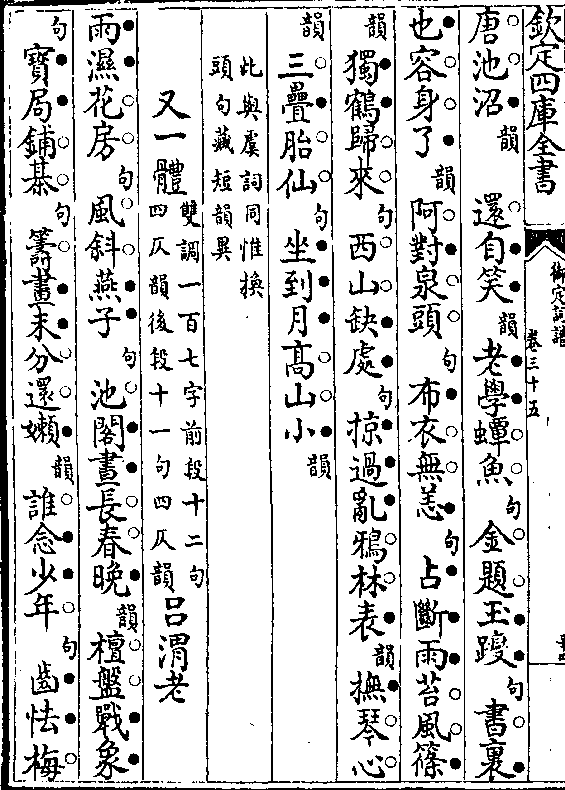 欽定四庫全書
御定詞譜
卷三十五
唐池沼韻還自笑韻老學蟫魚句金題玉躞句書裏
也容身了韻阿對泉頭句布衣無恙句占斷雨苔風篠
韻獨鶴歸來句西山缺處句掠過亂鴉林表韻撫琴心
韻三疊胎仙句坐到月高山小韻
此與虞詞同惟換
頭句藏短韻異
又一體
雙調一百七字前段十二句
四仄韻後段十一句四仄韻
呂渭老
雨濕花房句風斜燕子句池閣晝長春晚韻檀盤戰象
句寶局鋪棊句籌畫未分還嬾韻誰念少年句齒怯梅